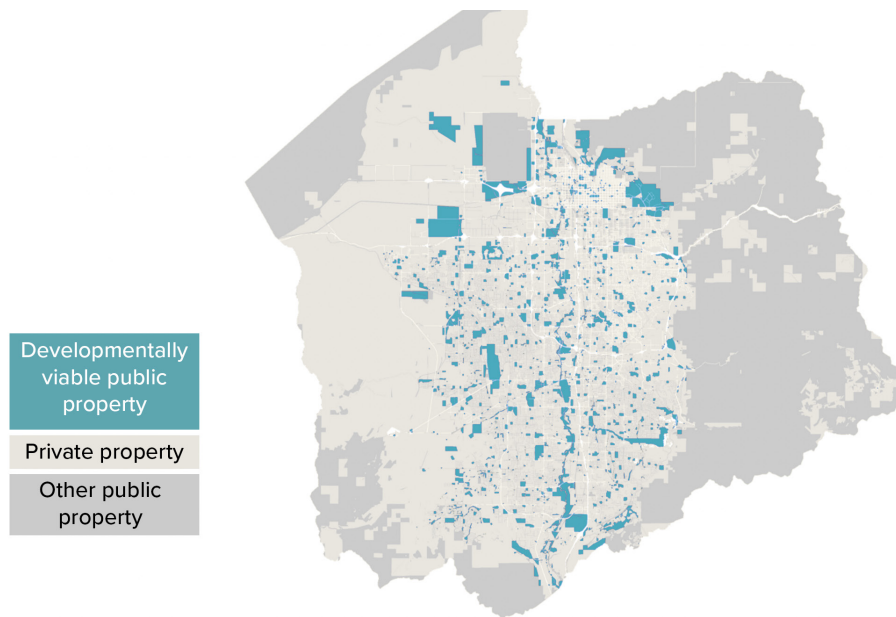 Developmentally
viable public
property
Private property
Other public
property